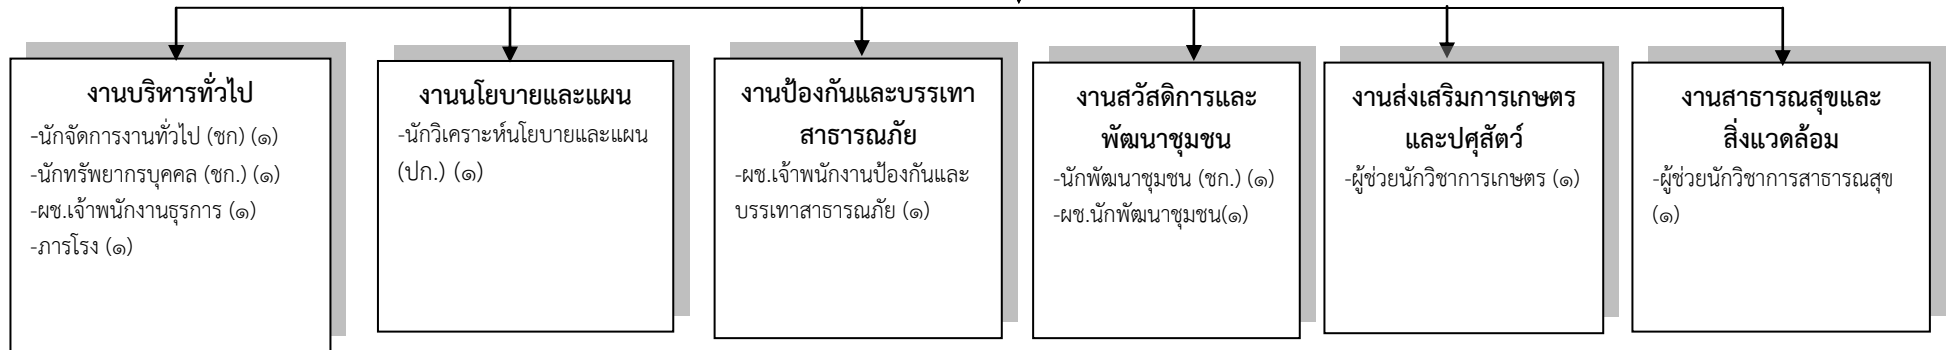 งานบริหารทั่วไป
-นักจัดการงานทั่วไป (ชก) (๑)
-นักทรัพยากรบุคคล (ชก.) (๑)
-ผช.เจ้าพนักงานธุรการ (๑)
-ภารโรง (๑)
งานนโยบายและแผน
-นักวิเคราะห์นโยบายและแผน
(ปก.) (๑)
งานป้องกันและบรรเทา
สาธารณภัย
-ผช.เจ้าพนักงานป้องกันและ
บรรเทาสาธารณภัย (๑)
งานสวัสดิการและ
พัฒนาชุมชน
-นักพัฒนาชุมชน (ชก.) (๑)
-ผช.นักพัฒนาชุมชน(๑)
งานส่งเสริมการเกษตร
และปศุสัตว์
-ผู้ช่วยนักวิชาการเกษตร (๑)
งานสาธารณสุขและ
สิ่งแวดล้อม
-ผู้ช่วยนักวิชาการสาธารณสุข
(๑)